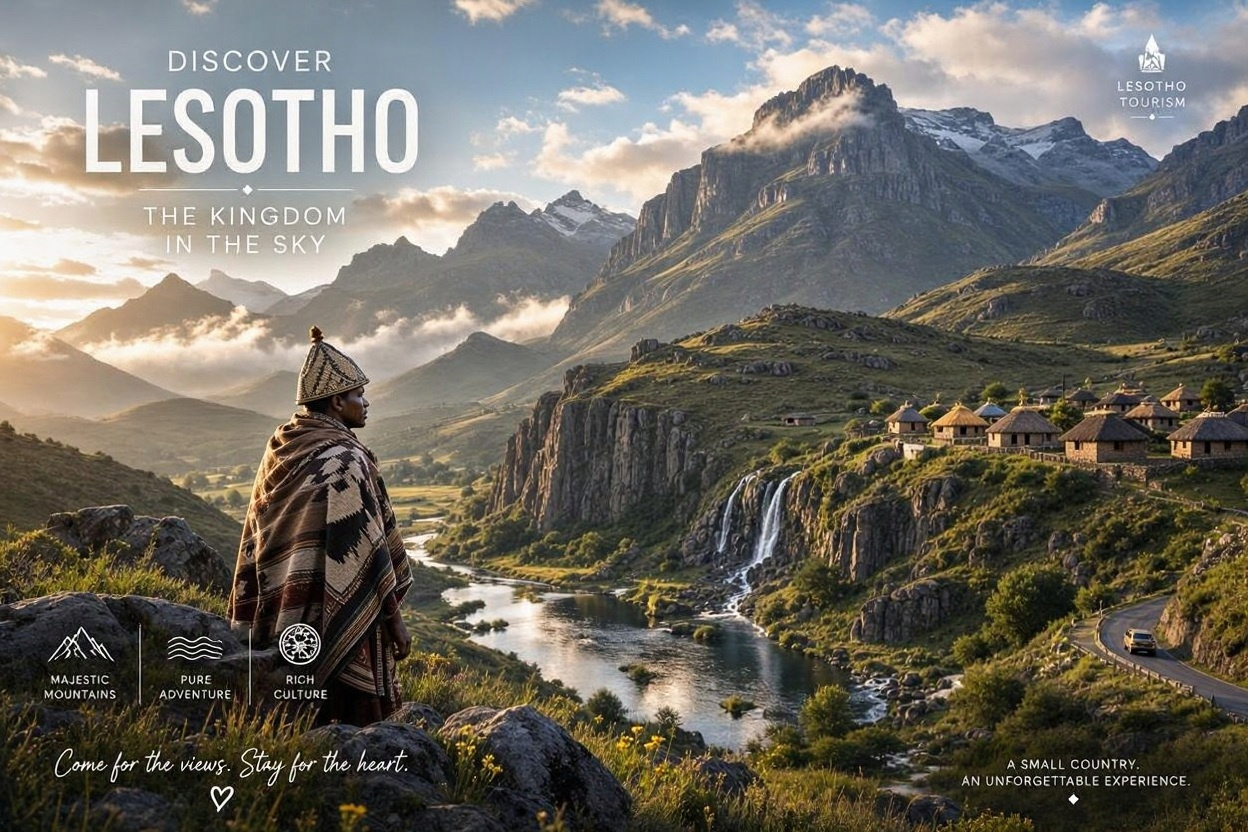 DISCOVER
LESOTHO
THE KINGDOM
IN THE SKY
LESOTHO
TOURISM
MAJESTIC
MOUNTAINS
PURE
ADVENTURE
RICH
CULTURE
Come for the views. Stay for the heart.
A SMALL COUNTRY.
AN UNFORGETTABLE EXPERIENCE.